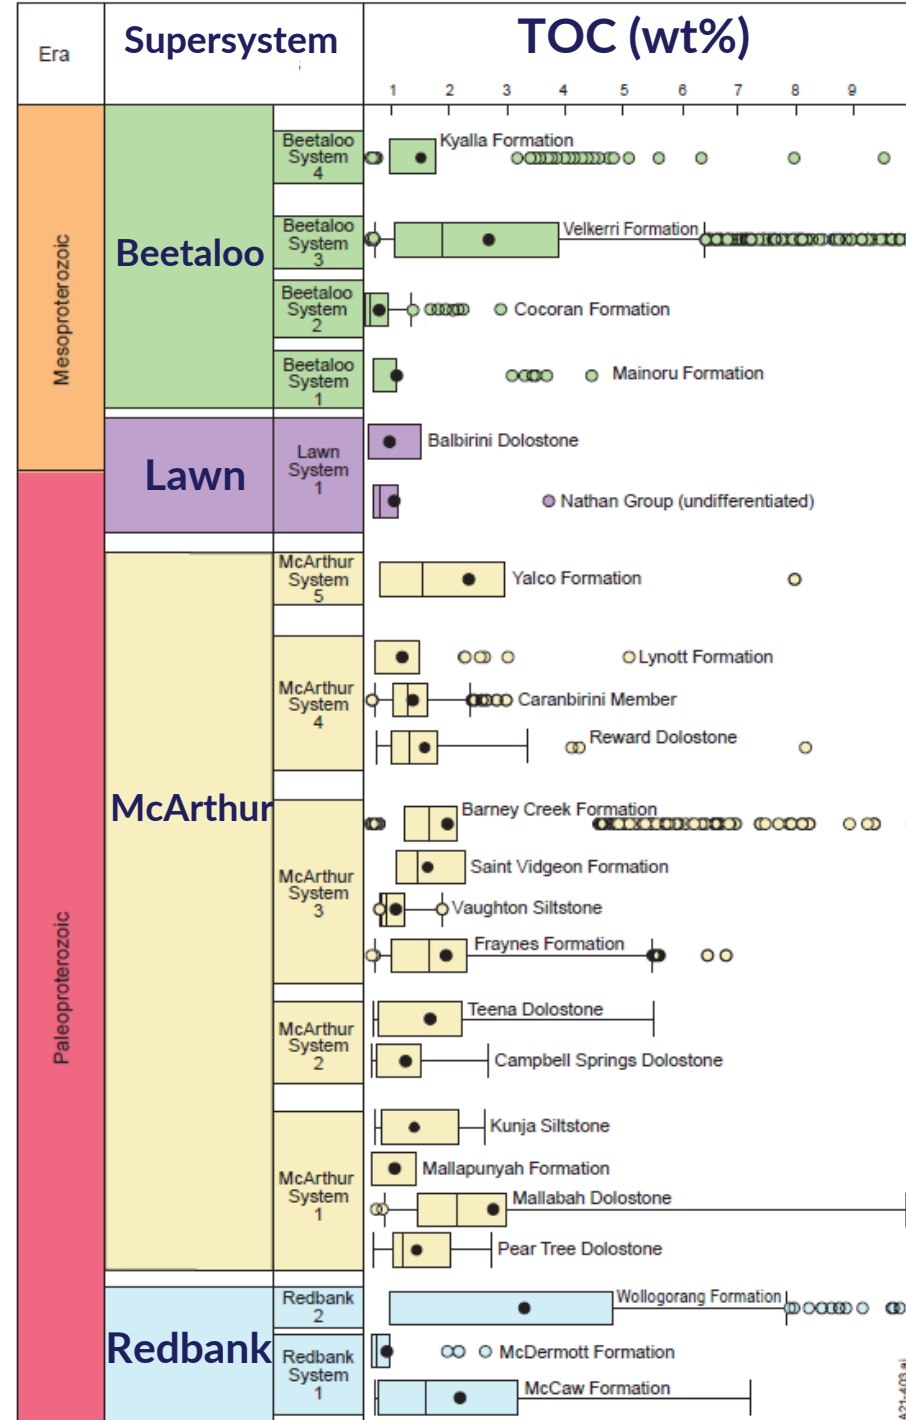 Era
Supersystem
TOC (wt%)
1 2 3 4 5 6 7 8 9
Mesoproterozoic
Paleoproterozoic
Beetaloo
Beetaloo
System
4
Kyalla Formation
Beetaloo
System
3
Velkerri Formation
Beetaloo
System
2
Cocoran Formation
Beetaloo
System
1
Mainoru Formation
Lawn
Lawn
System
1
Balbirini Dolostone
Nathan Group (undifferentiated)
McArthur
McArthur
System
5
Yalco Formation
McArthur
System
4
Lynott Formation
Caranbirini Member
Reward Dolostone
McArthur
System
3
Barney Creek Formation
Saint Vidgeon Formation
Vaughton Siltstone
Fraynes Formation
McArthur
System
2
Teena Dolostone
Campbell Springs Dolostone
McArthur
System
1
Kunja Siltstone
Mallapunyah Formation
Mallabah Dolostone
Pear Tree Dolostone
Redbank
Redbank
2
Wollogorang Formation
Redbank
System
1
McDermott Formation
McCaw Formation
A21-403.ai